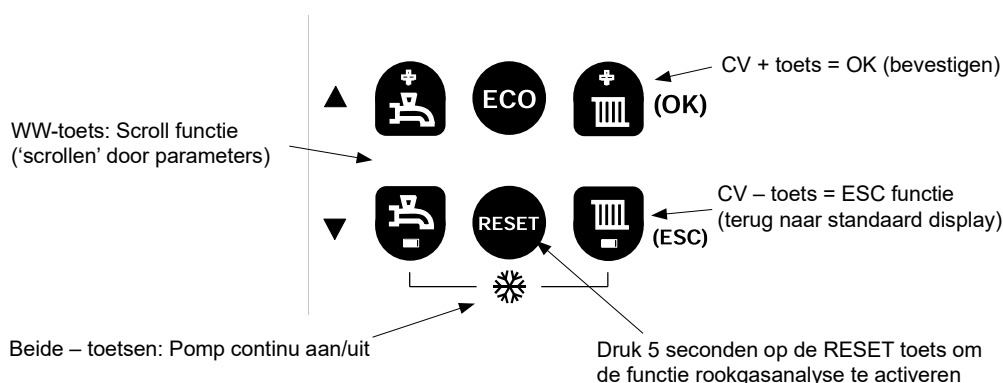 CV + toets = OK (bevestigen)
ECO
(OK)
WW-toets: Scroll functie
(‘scrollen’ door parameters)
CV – toets = ESC functie
(terug naar standaard display)
RESET
(ESC)
Beide – toetsen: Pomp continu aan/uit
Druk 5 seconden op de RESET toets om
de functie rookgasanalyse te activeren